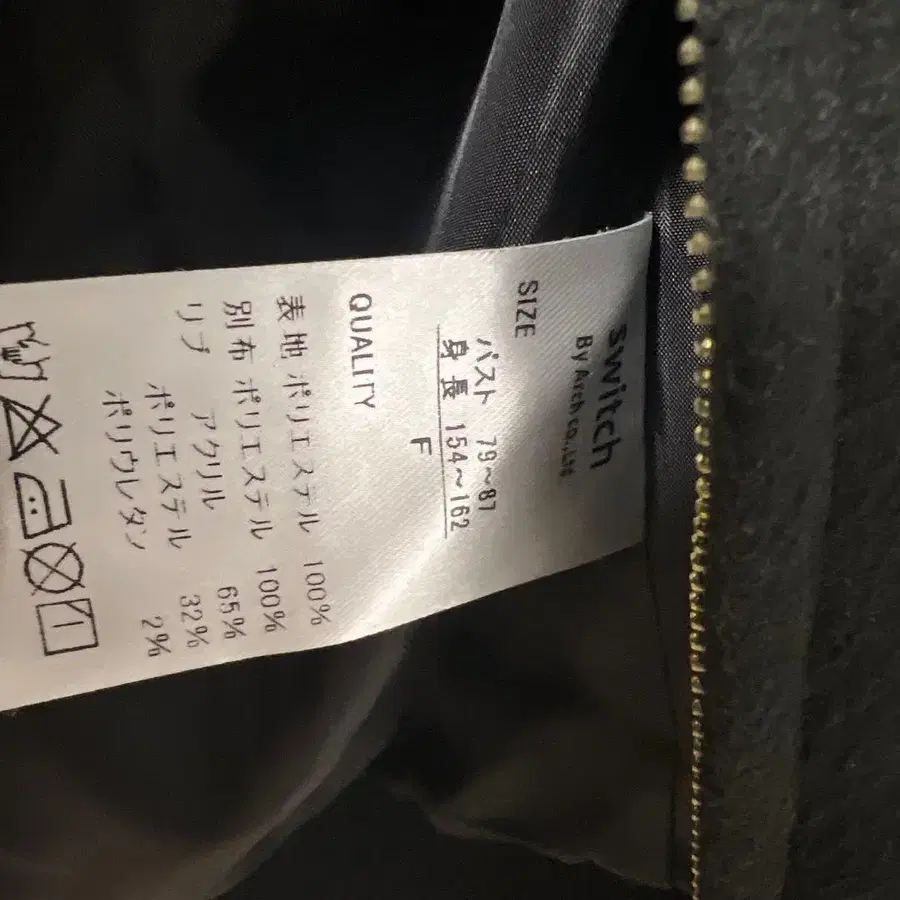 switch
By Arch co.,Ltd
SIZE
バスト 79～87
身長 154～162
F
QUALITY
表地 ポリエステル 100%
別布 ポリエステル 100%
リブ アクリル 65%
ポリエステル 32%
ポリウレタン 2%